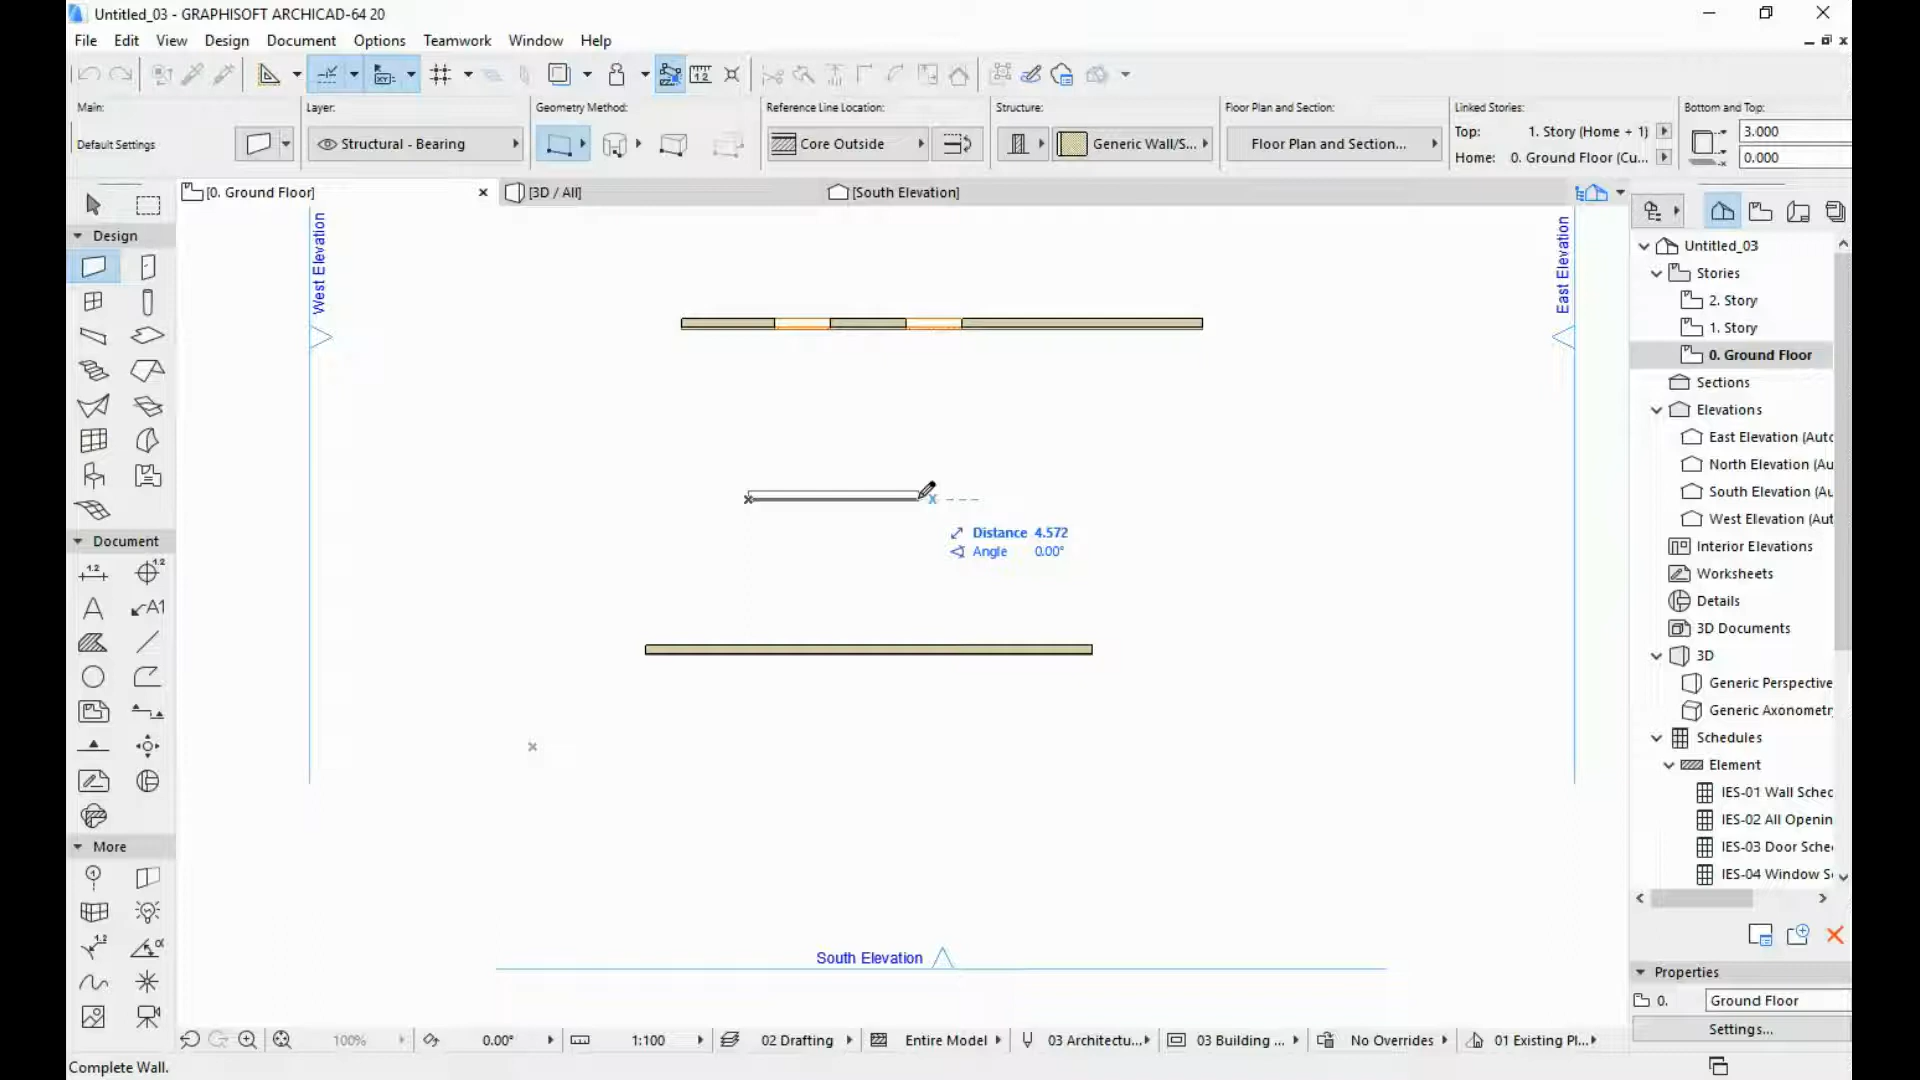 Untitled_03 - GRAPHISOFT ARCHICAD-64 20
File Edit View Design Document Options Teamwork Window Help
Main:
Default Settings
Layer:
Structural - Bearing
Geometry Method:
Reference Line Location:
Core Outside
Structure:
Generic Wall/S...
Floor Plan and Section:
Floor Plan and Section...
Linked Stories:
Top: 1. Story (Home + 1)
Home: 0. Ground Floor (Cu...
Bottom and Top:
3.000
0.000
[0. Ground Floor]
[3D / All]
[South Elevation]
Design
Document
More
West Elevation
East Elevation
Distance 4.572
Angle 0.00°
South Elevation
Untitled_03
Stories
2. Story
1. Story
0. Ground Floor
Sections
Elevations
East Elevation (Auto
North Elevation (Au
South Elevation (Au
West Elevation (Aut
Interior Elevations
Worksheets
Details
3D Documents
3D
Generic Perspective
Generic Axonometr
Schedules
Element
IES-01 Wall Sched
IES-02 All Openin
IES-03 Door Sche
IES-04 Window S
Properties
0. Ground Floor
Settings...
100%
0.00°
1:100
02 Drafting
Entire Model
03 Architectu...
03 Building ...
No Overrides
01 Existing Pl...
Complete Wall.